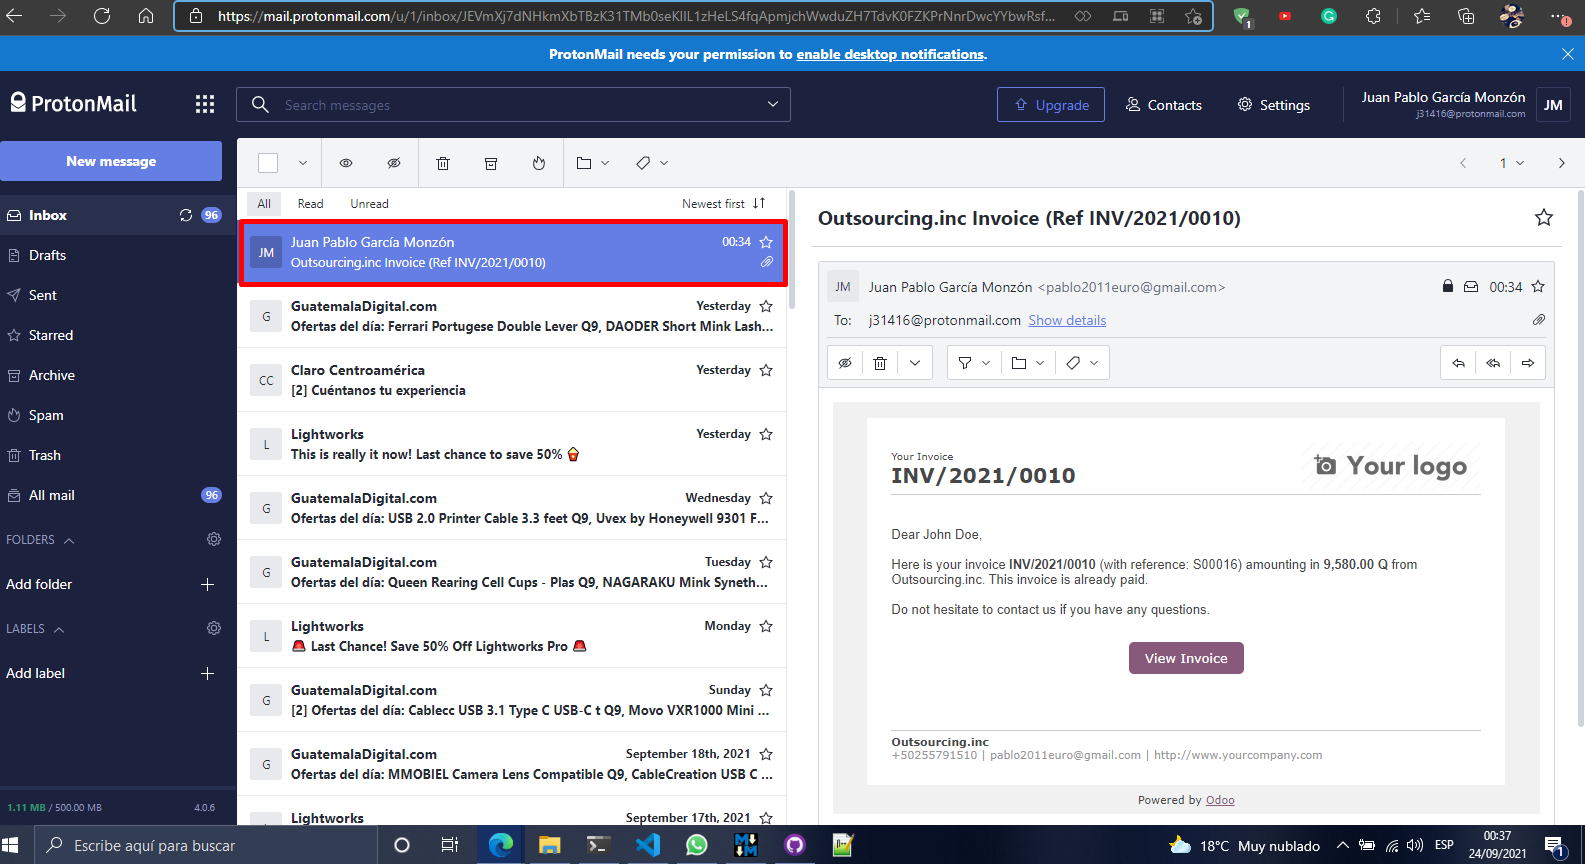 https://mail.protonmail.com/u/1/inbox/JEVmXj7dNHkmXbTBzK31TMb0seKIIL1zHeLS4fqApmjchWwduZH7TdvK0FZKPrNnrDwcYYbwRsf...
1
ProtonMail needs your permission to enable desktop notifications.
ProtonMail
Search messages
Upgrade
Contacts
Settings
Juan Pablo García Monzón
j31416@protonmail.com
JM
New message
Inbox 96
Drafts
Sent
Starred
Archive
Spam
Trash
All mail 96
FOLDERS
Add folder
LABELS
Add label
1.11 MB / 500.00 MB 4.0.6
1
All Read Unread Newest first
JM
Juan Pablo García Monzón 00:34
Outsourcing.inc Invoice (Ref INV/2021/0010)
G
GuatemalaDigital.com Yesterday
Ofertas del día: Ferrari Portugese Double Lever Q9, DAODER Short Mink Lash...
CC
Claro Centroamérica Yesterday
[2] Cuéntanos tu experiencia
L
Lightworks Yesterday
This is really it now! Last chance to save 50% 🍿
G
GuatemalaDigital.com Wednesday
Ofertas del día: USB 2.0 Printer Cable 3.3 feet Q9, Uvex by Honeywell 9301 F...
G
GuatemalaDigital.com Tuesday
Ofertas del día: Queen Rearing Cell Cups - Plas Q9, NAGARAKU Mink Syneth...
L
Lightworks Monday
🚨 Last Chance! Save 50% Off Lightworks Pro 🚨
G
GuatemalaDigital.com Sunday
[2] Ofertas del día: Cablecc USB 3.1 Type C USB-C t Q9, Movo VXR1000 Mini ...
G
GuatemalaDigital.com September 18th, 2021
Ofertas del día: MMOBIEL Camera Lens Compatible Q9, CableCreation USB C ...
Lightworks September 17th, 2021
Outsourcing.inc Invoice (Ref INV/2021/0010)
JM
Juan Pablo García Monzón <pablo2011euro@gmail.com> 00:34
To: j31416@protonmail.com Show details
Your Invoice
INV/2021/0010
Your logo
Dear John Doe,
Here is your invoice INV/2021/0010 (with reference: S00016) amounting in 9,580.00 Q from
Outsourcing.inc. This invoice is already paid.
Do not hesitate to contact us if you have any questions.
View Invoice
Outsourcing.inc
+50255791510 | pablo2011euro@gmail.com | http://www.yourcompany.com
Powered by Odoo
Escribe aquí para buscar
18°C Muy nublado
ESP
00:37
24/09/2021
1